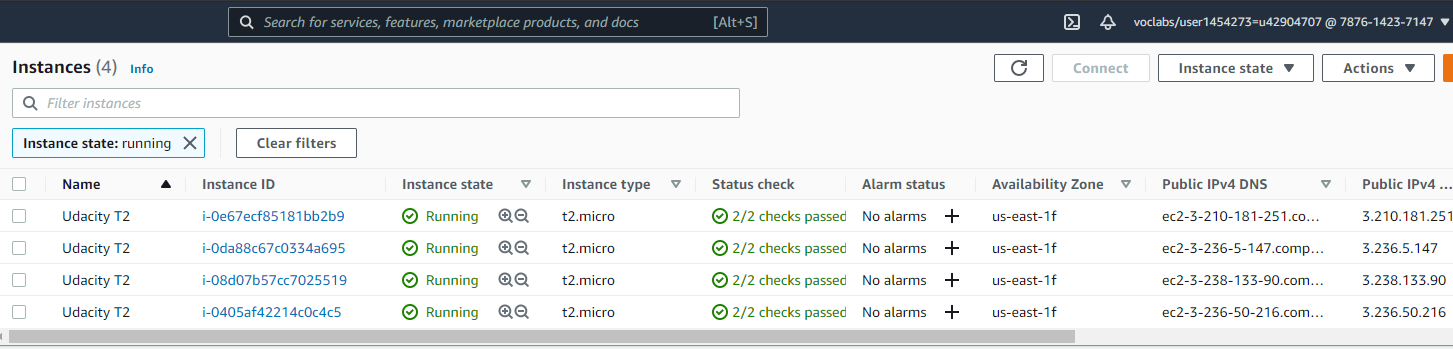 Search for services, features, marketplace products, and docs [Alt+S] voclabs/user1454273=u42904707 @ 7876-1423-7147
Instances (4) Info Connect Instance state Actions
Filter instances
Instance state: running Clear filters
Name Instance ID Instance state Instance type Status check Alarm status Availability Zone Public IPv4 DNS Public IPv4 ...
Udacity T2 i-0e67ecf85181bb2b9 Running t2.micro 2/2 checks passed No alarms + us-east-1f ec2-3-210-181-251.co... 3.210.181.251
Udacity T2 i-0da88c67c0334a695 Running t2.micro 2/2 checks passed No alarms + us-east-1f ec2-3-236-5-147.comp... 3.236.5.147
Udacity T2 i-08d07b57cc7025519 Running t2.micro 2/2 checks passed No alarms + us-east-1f ec2-3-238-133-90.com... 3.238.133.90
Udacity T2 i-0405af42214c0c4c5 Running t2.micro 2/2 checks passed No alarms + us-east-1f ec2-3-236-50-216.com... 3.236.50.216